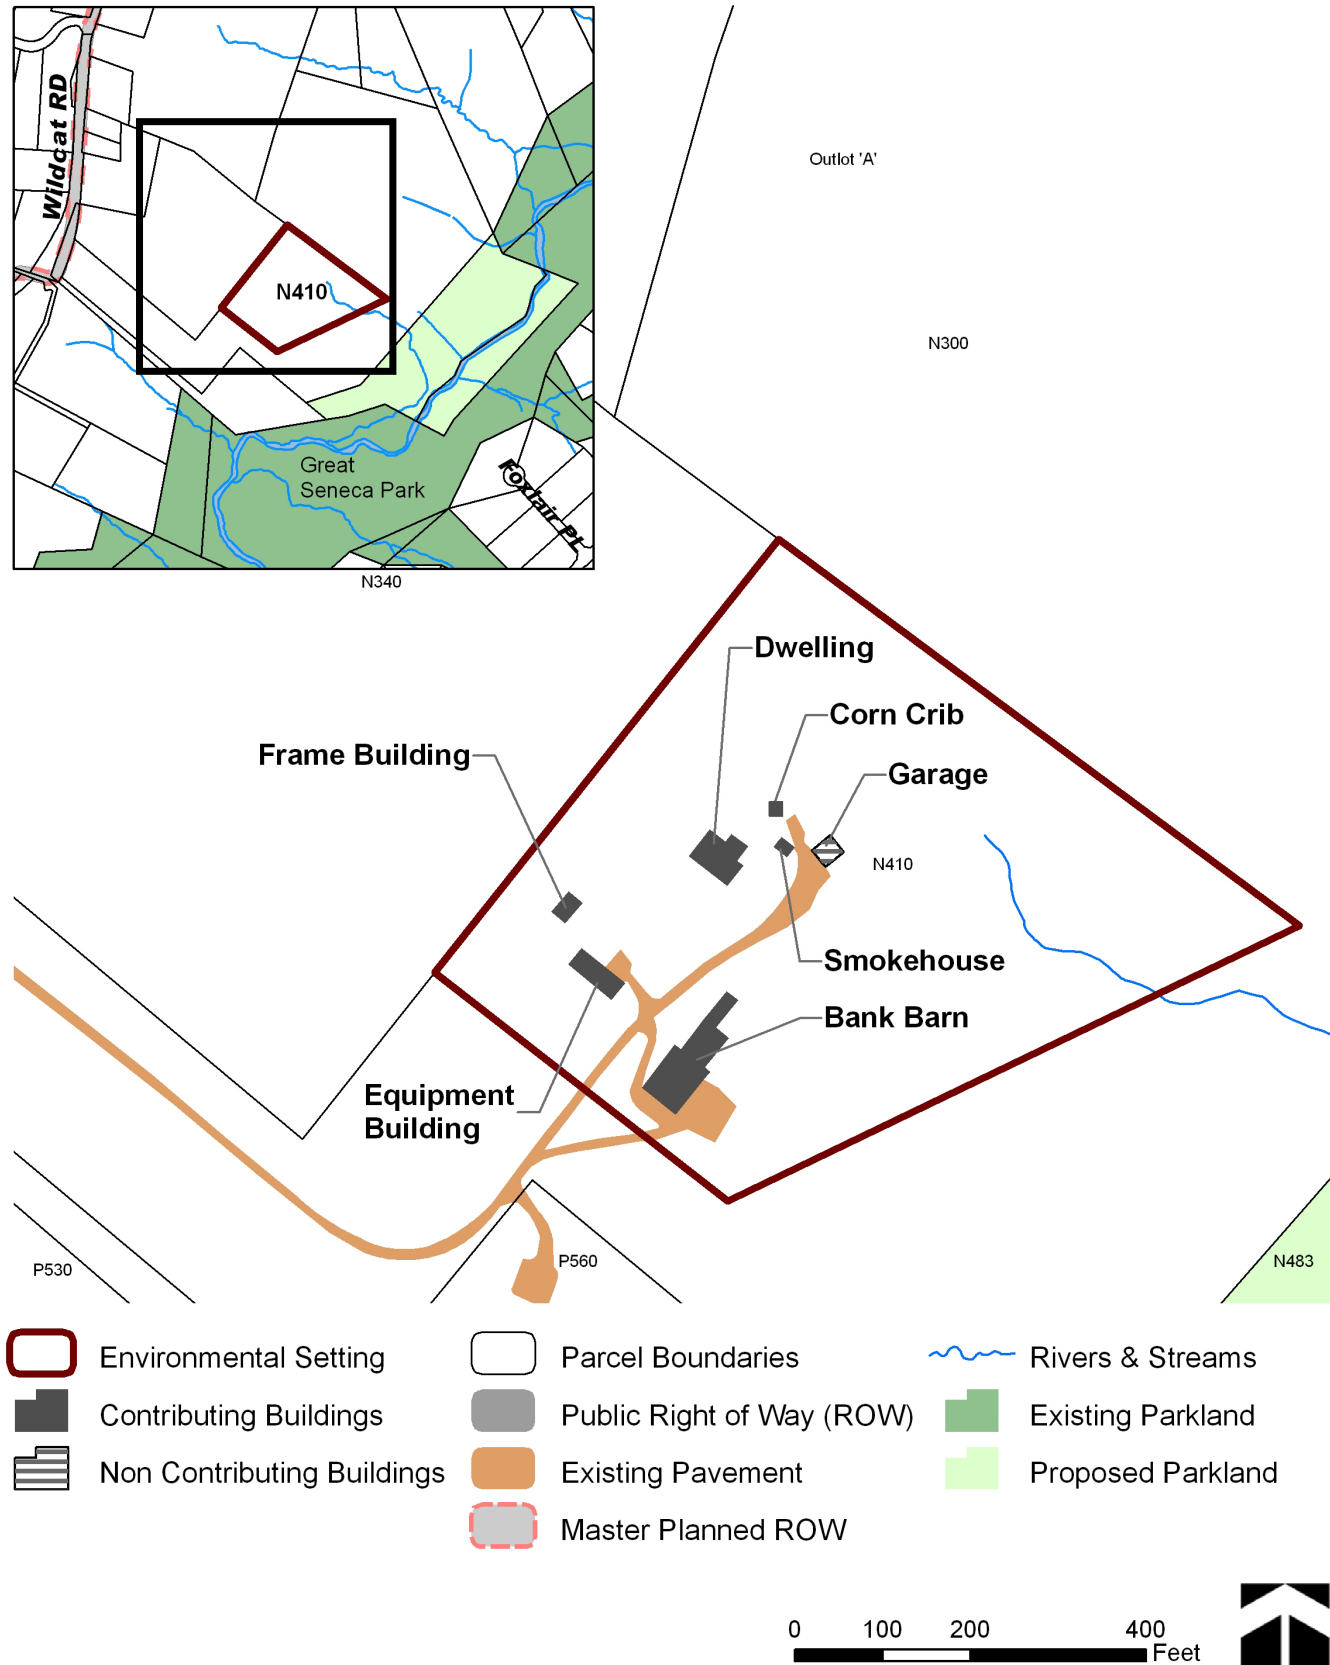 Wildcat RD
N410
Great
Seneca Park
Foxlair PL
Outlot 'A'
N300
N340
Dwelling
Corn Crib
Frame Building
Garage
N410
Smokehouse
Bank Barn
Equipment
Building
P530
P560
N483
Environmental Setting
Contributing Buildings
Non Contributing Buildings
Parcel Boundaries
Public Right of Way (ROW)
Existing Pavement
Master Planned ROW
Rivers & Streams
Existing Parkland
Proposed Parkland
0 100 200 400
Feet